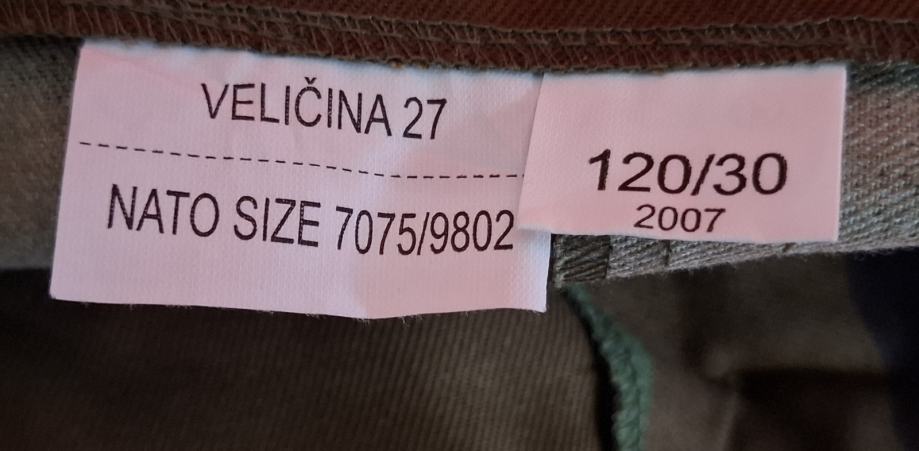 VELIČINA 27
NATO SIZE 7075/9802
120/30
2007